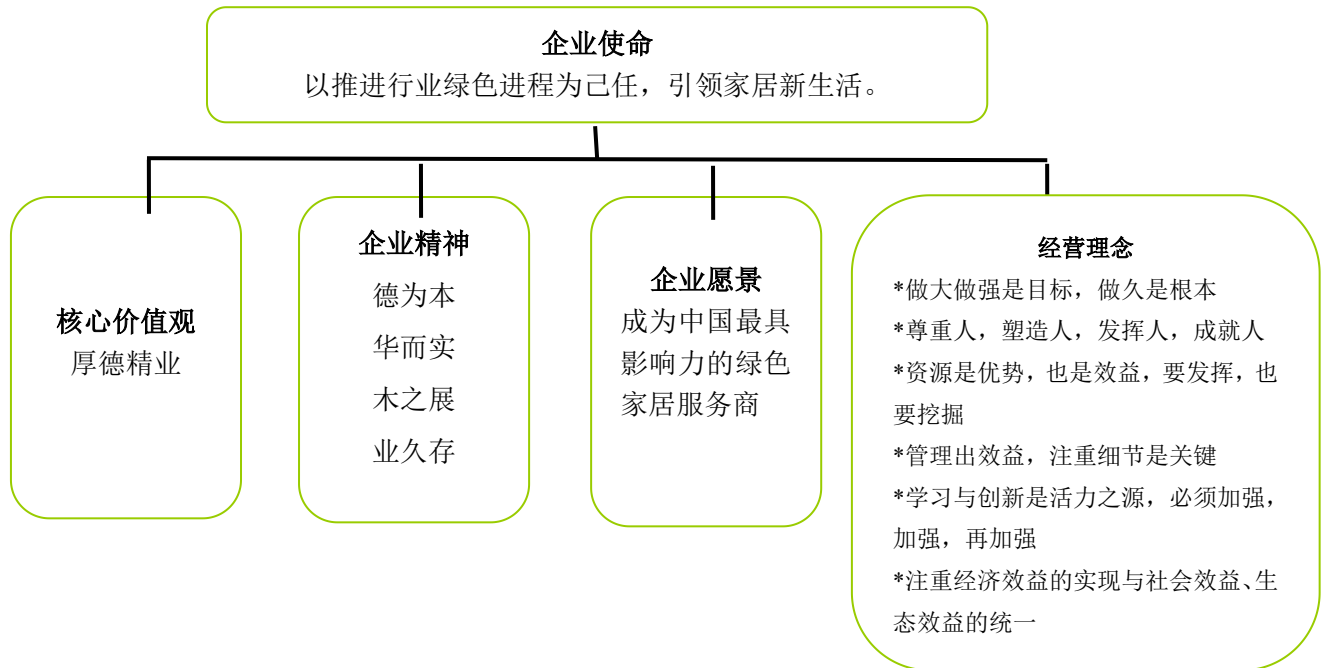 企业使命
以推进行业绿色进程为己任，引领家居新生活。
核心价值观
厚德精业
企业精神
德为本
华而实
木之展
业久存
企业愿景
成为中国最具
影响力的绿色
家居服务商
经营理念
*做大做强是目标，做久是根本
*尊重人，塑造人，发挥人，成就人
*资源是优势，也是效益，要发挥，也
要挖掘
*管理出效益，注重细节是关键
*学习与创新是活力之源，必须加强，
加强，再加强
*注重经济效益的实现与社会效益、生
态效益的统一